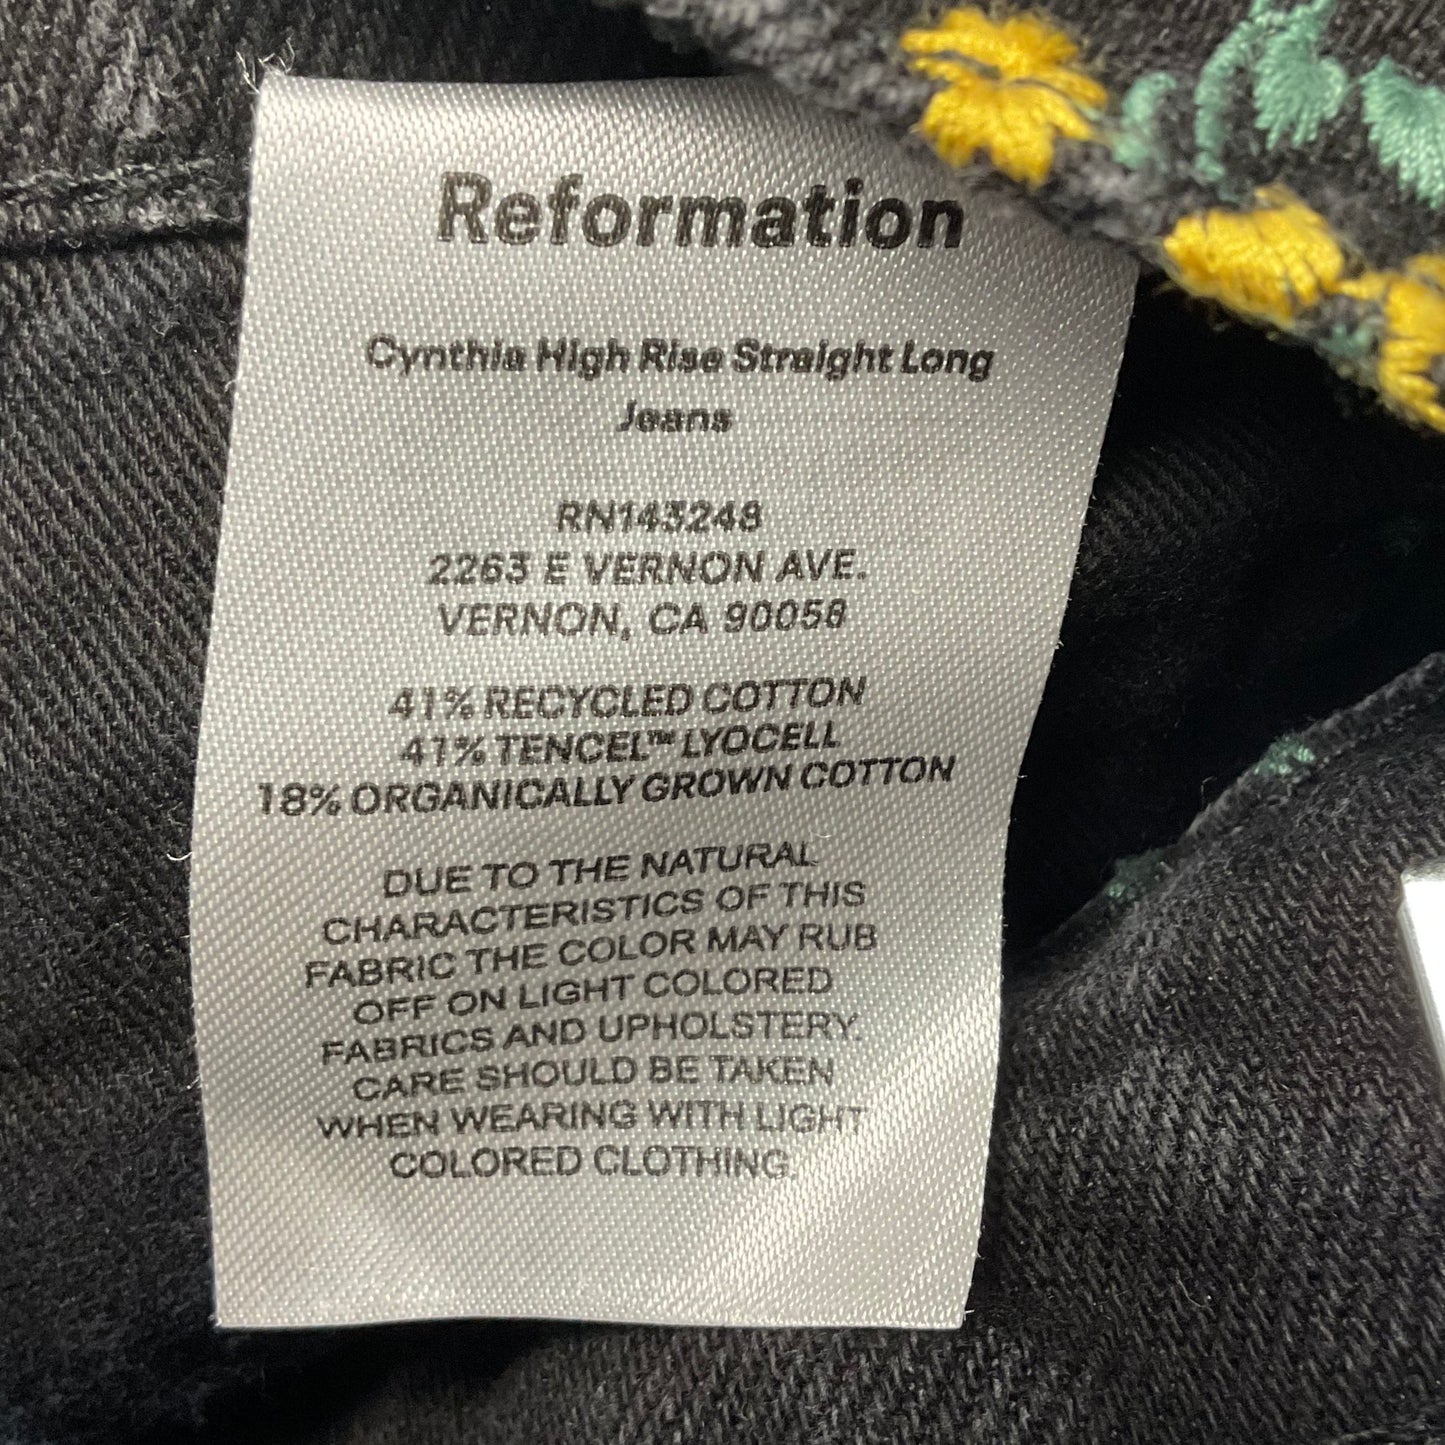 Reformation
Cynthia High Rise Straight Long
Jeans
RN143248
2263 E VERNON AVE.
VERNON, CA 90058
41% RECYCLED COTTON
41% TENCEL™ LYOCELL
18% ORGANICALLY GROWN COTTON
DUE TO THE NATURAL
CHARACTERISTICS OF THIS
FABRIC THE COLOR MAY RUB
OFF ON LIGHT COLORED
FABRICS AND UPHOLSTERY.
CARE SHOULD BE TAKEN
WHEN WEARING WITH LIGHT
COLORED CLOTHING.